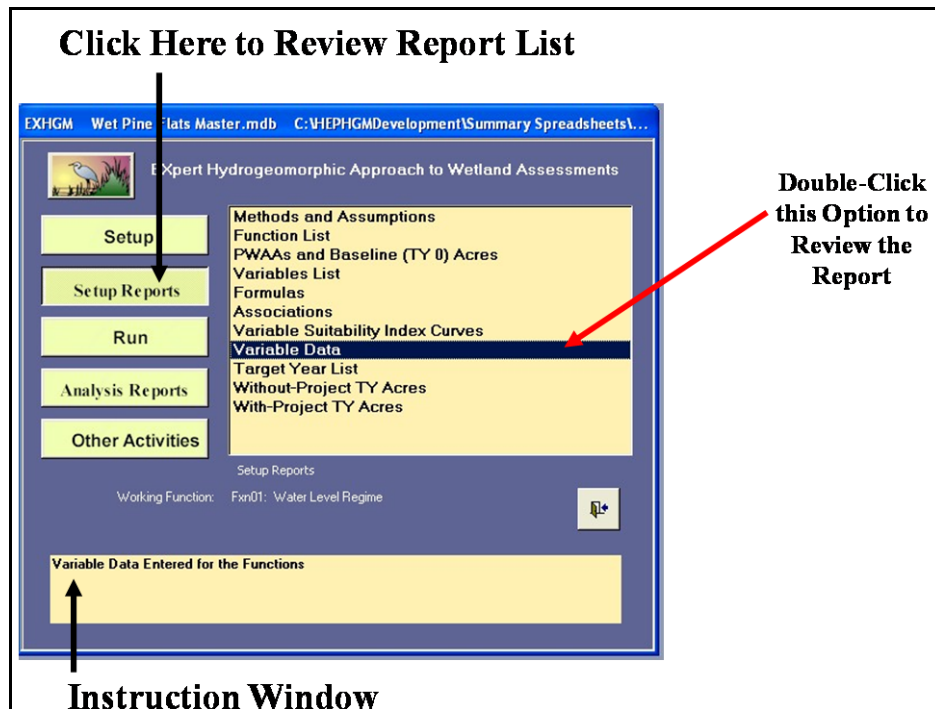 Click Here to Review Report List
EXHGM Wet Pine Flats Master.mdb C:\HEPHGMDevelopment\Summary Spreadsheets\...
EXpert Hydrogeomorphic Approach to Wetland Assessments
Setup
Setup Reports
Run
Analysis Reports
Other Activities
Methods and Assumptions
Function List
PWAAs and Baseline (TY 0) Acres
Variables List
Formulas
Associations
Variable Suitability Index Curves
Variable Data
Target Year List
Without-Project TY Acres
With-Project TY Acres
Double-Click
this Option to
Review the
Report
Setup Reports
Working Function: Fxn01: Water Level Regime
Variable Data Entered for the Functions
Instruction Window